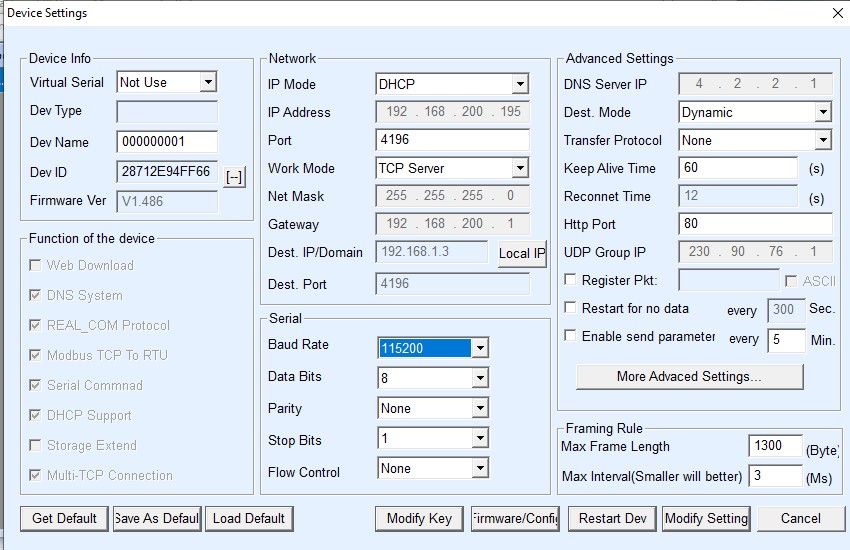 Device Settings
Device Info
Virtual Serial Not Use
Dev Type
Dev Name 000000001
Dev ID 28712E94FF66 [--]
Firmware Ver V1.486
Function of the device
Web Download
DNS System
REAL_COM Protocol
Modbus TCP To RTU
Serial Commnad
DHCP Support
Storage Extend
Multi-TCP Connection
Network
IP Mode DHCP
IP Address 192 . 168 . 200 . 195
Port 4196
Work Mode TCP Server
Net Mask 255 . 255 . 255 . 0
Gateway 192 . 168 . 200 . 1
Dest. IP/Domain 192.168.1.3 Local IP
Dest. Port 4196
Serial
Baud Rate 115200
Data Bits 8
Parity None
Stop Bits 1
Flow Control None
Advanced Settings
DNS Server IP 4 . 2 . 2 . 1
Dest. Mode Dynamic
Transfer Protocol None
Keep Alive Time 60 (s)
Reconnet Time 12 (s)
Http Port 80
UDP Group IP 230 . 90 . 76 . 1
Register Pkt: ASCII
Restart for no data every 300 Sec.
Enable send parameter every 5 Min.
More Advaced Settings...
Framing Rule
Max Frame Length 1300 (Byte)
Max Interval(Smaller will better) 3 (Ms)
Get Default Save As Default Load Default Modify Key Firmware/Config Restart Dev Modify Setting Cancel